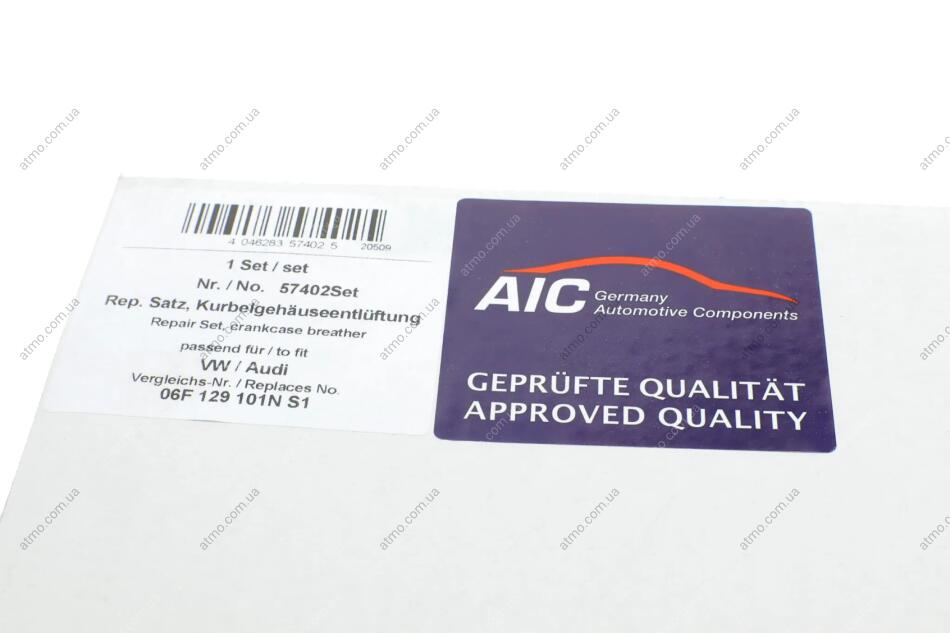 4 046283 57402 5 20509
1 Set / set
Nr. / No. 57402Set
Rep. Satz, Kurbelgehäuseentlüftung
Repair Set, crankcase breather
passend für / to fit
VW / Audi
Vergleichs-Nr. / Replaces No.
06F 129 101N S1
AIC Germany
Automotive Components
GEPRÜFTE QUALITÄT
APPROVED QUALITY
atmo.com.ua